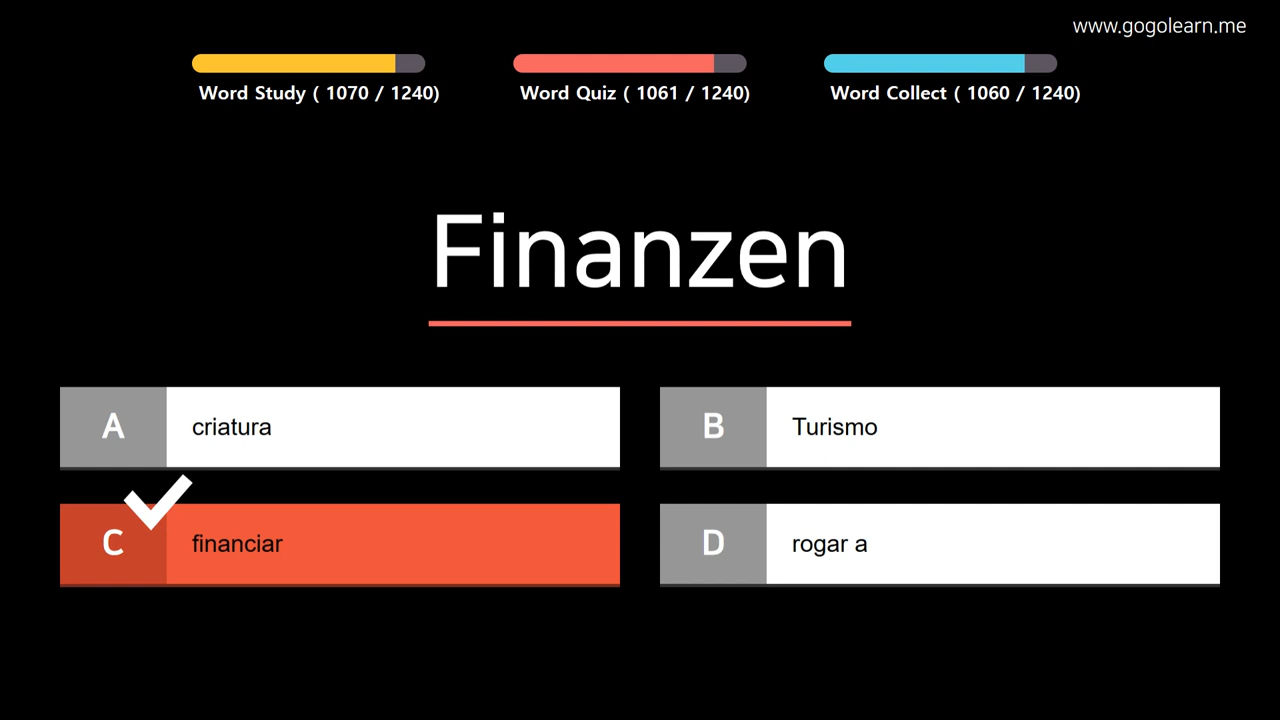 www.gogolearn.me
Word Study ( 1070 / 1240)
Word Quiz ( 1061 / 1240)
Word Collect ( 1060 / 1240)
Finanzen
A criatura
B Turismo
C financiar
D rogar a